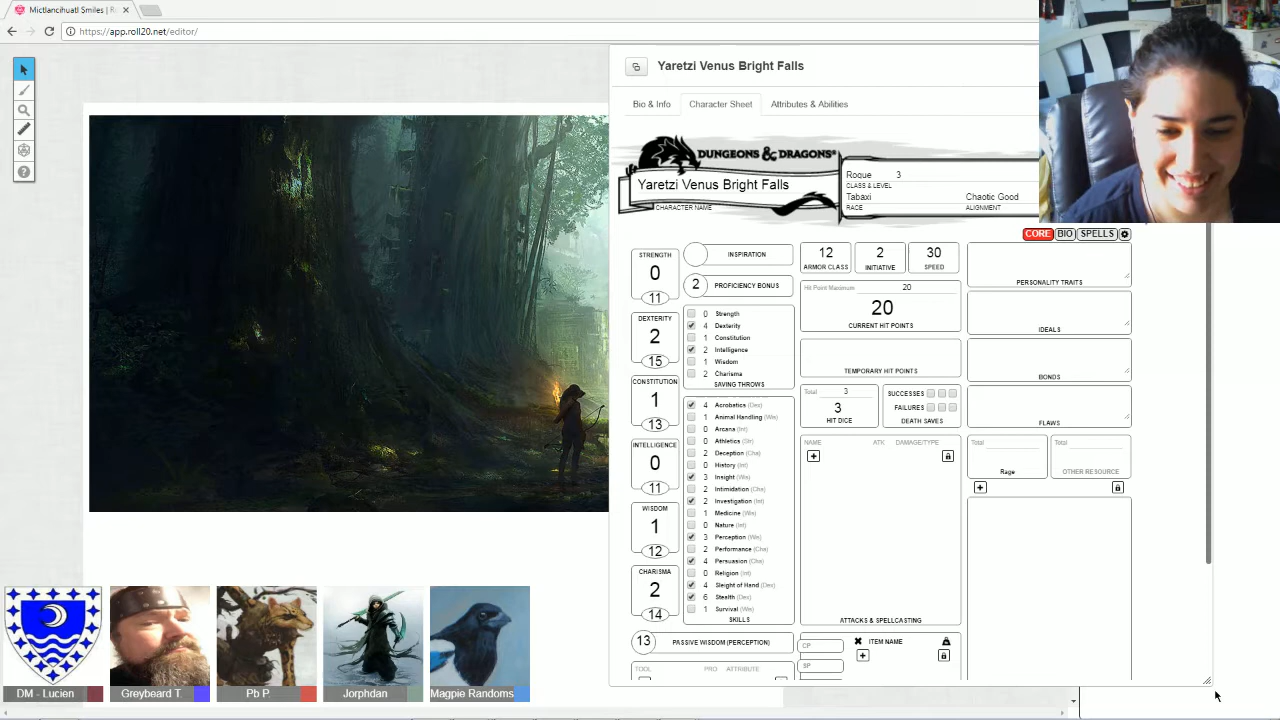 Mictlancihuatl Smiles | R
https://app.roll20.net/editor/
Yaretzi Venus Bright Falls
Bio & Info Character Sheet Attributes & Abilities
DUNGEONS & DRAGONS®
Yaretzi Venus Bright Falls
CHARACTER NAME
Rogue 3
CLASS & LEVEL
Tabaxi Chaotic Good
RACE ALIGNMENT
CORE BIO SPELLS
STRENGTH
0
11
DEXTERITY
2
15
CONSTITUTION
1
13
INTELLIGENCE
0
11
WISDOM
1
12
CHARISMA
2
14
INSPIRATION
2 PROFICIENCY BONUS
0 Strength
4 Dexterity
1 Constitution
2 Intelligence
1 Wisdom
2 Charisma
SAVING THROWS
4 Acrobatics (Dex)
1 Animal Handling (Wis)
0 Arcana (Int)
0 Athletics (Str)
2 Deception (Cha)
0 History (Int)
3 Insight (Wis)
2 Intimidation (Cha)
2 Investigation (Int)
1 Medicine (Wis)
0 Nature (Int)
3 Perception (Wis)
2 Performance (Cha)
4 Persuasion (Cha)
0 Religion (Int)
4 Sleight of Hand (Dex)
6 Stealth (Dex)
1 Survival (Wis)
SKILLS
13 PASSIVE WISDOM (PERCEPTION)
TOOL PRO ATTRIBUTE
12
ARMOR CLASS
2
INITIATIVE
30
SPEED
Hit Point Maximum 20
20
CURRENT HIT POINTS
TEMPORARY HIT POINTS
Total 3
3
HIT DICE
SUCCESSES
FAILURES
DEATH SAVES
NAME ATK DAMAGE/TYPE
ATTACKS & SPELLCASTING
CP
SP
ITEM NAME
PERSONALITY TRAITS
IDEALS
BONDS
FLAWS
Total
Rage
Total
OTHER RESOURCE
DM - Lucien
Greybeard T.
Pb P.
Jorphdan
Magpie Randoms